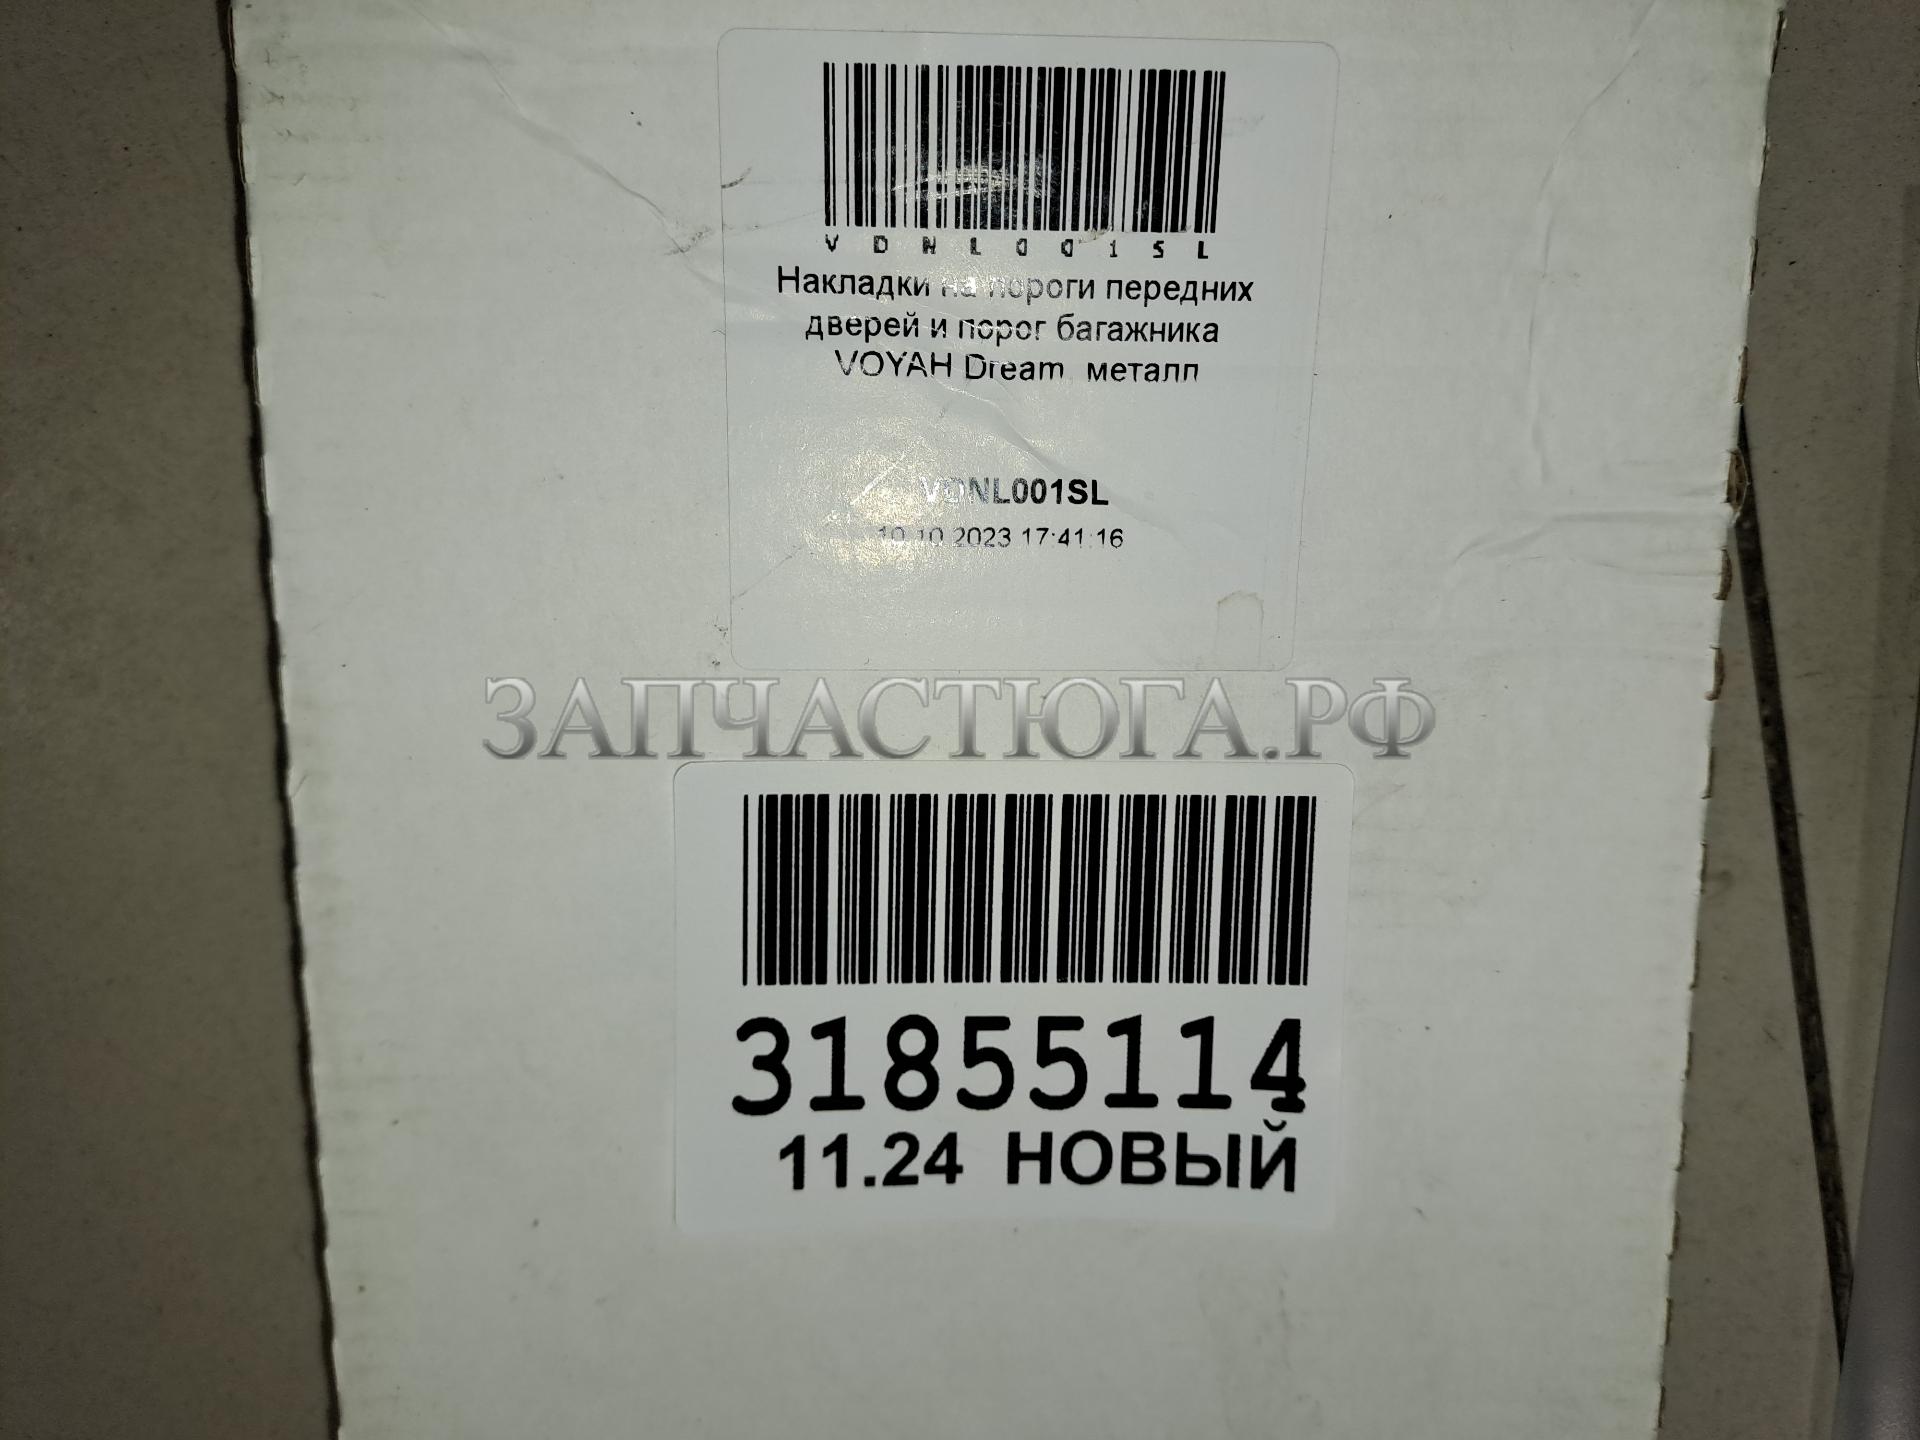 VDNL001SL
Накладки на пороги передних
дверей и порог багажника
VOYAH Dream металл
VDNL001SL
10.10.2023 17:41:16
ЗАПЧАСТЮГА.РФ
31855114
11.24 НОВЫЙ